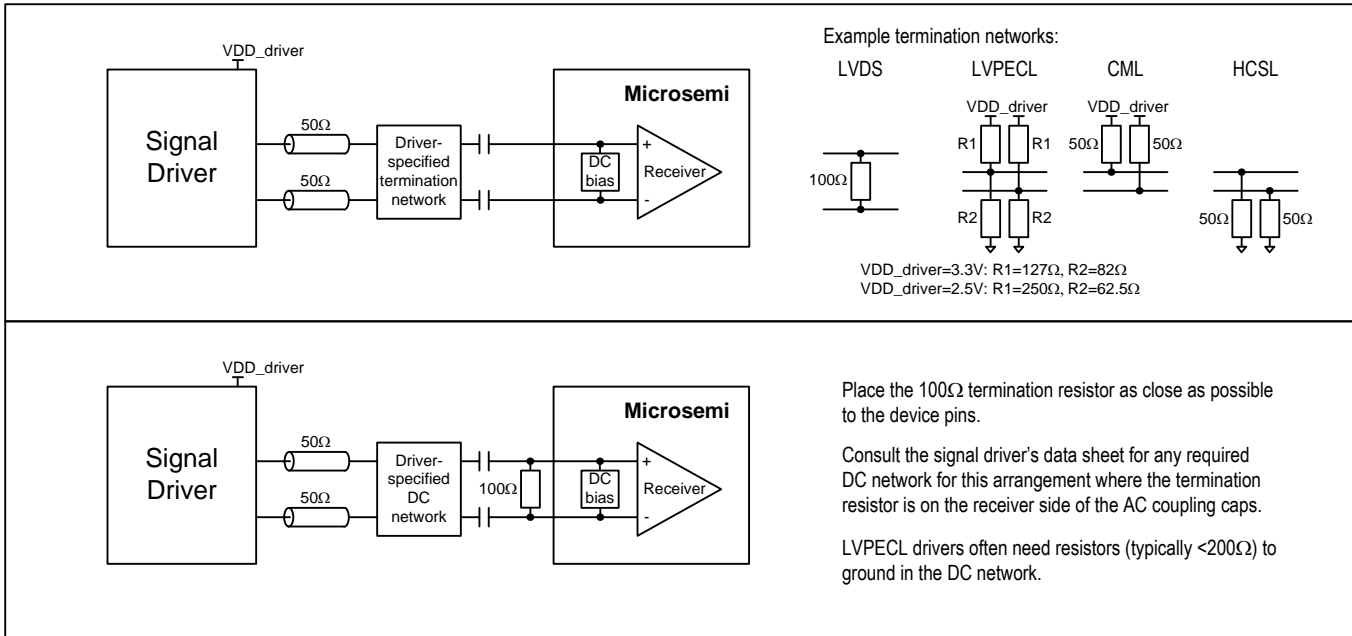 VDD_driver
Signal
Driver
50Ω
50Ω
Driver-
specified
termination
network
Microsemi
DC
bias
+
-
Receiver
Example termination networks:
LVDS
LVPECL
CML
HCSL
100Ω
VDD_driver
R1
R1
R2
R2
VDD_driver
50Ω
50Ω
50Ω
50Ω
VDD_driver=3.3V: R1=127Ω, R2=82Ω
VDD_driver=2.5V: R1=250Ω, R2=62.5Ω
VDD_driver
Signal
Driver
50Ω
50Ω
Driver-
specified
DC
network
100Ω
Microsemi
DC
bias
+
-
Receiver
Place the 100Ω termination resistor as close as possible
to the device pins.
Consult the signal driver's data sheet for any required
DC network for this arrangement where the termination
resistor is on the receiver side of the AC coupling caps.
LVPECL drivers often need resistors (typically <200Ω) to
ground in the DC network.